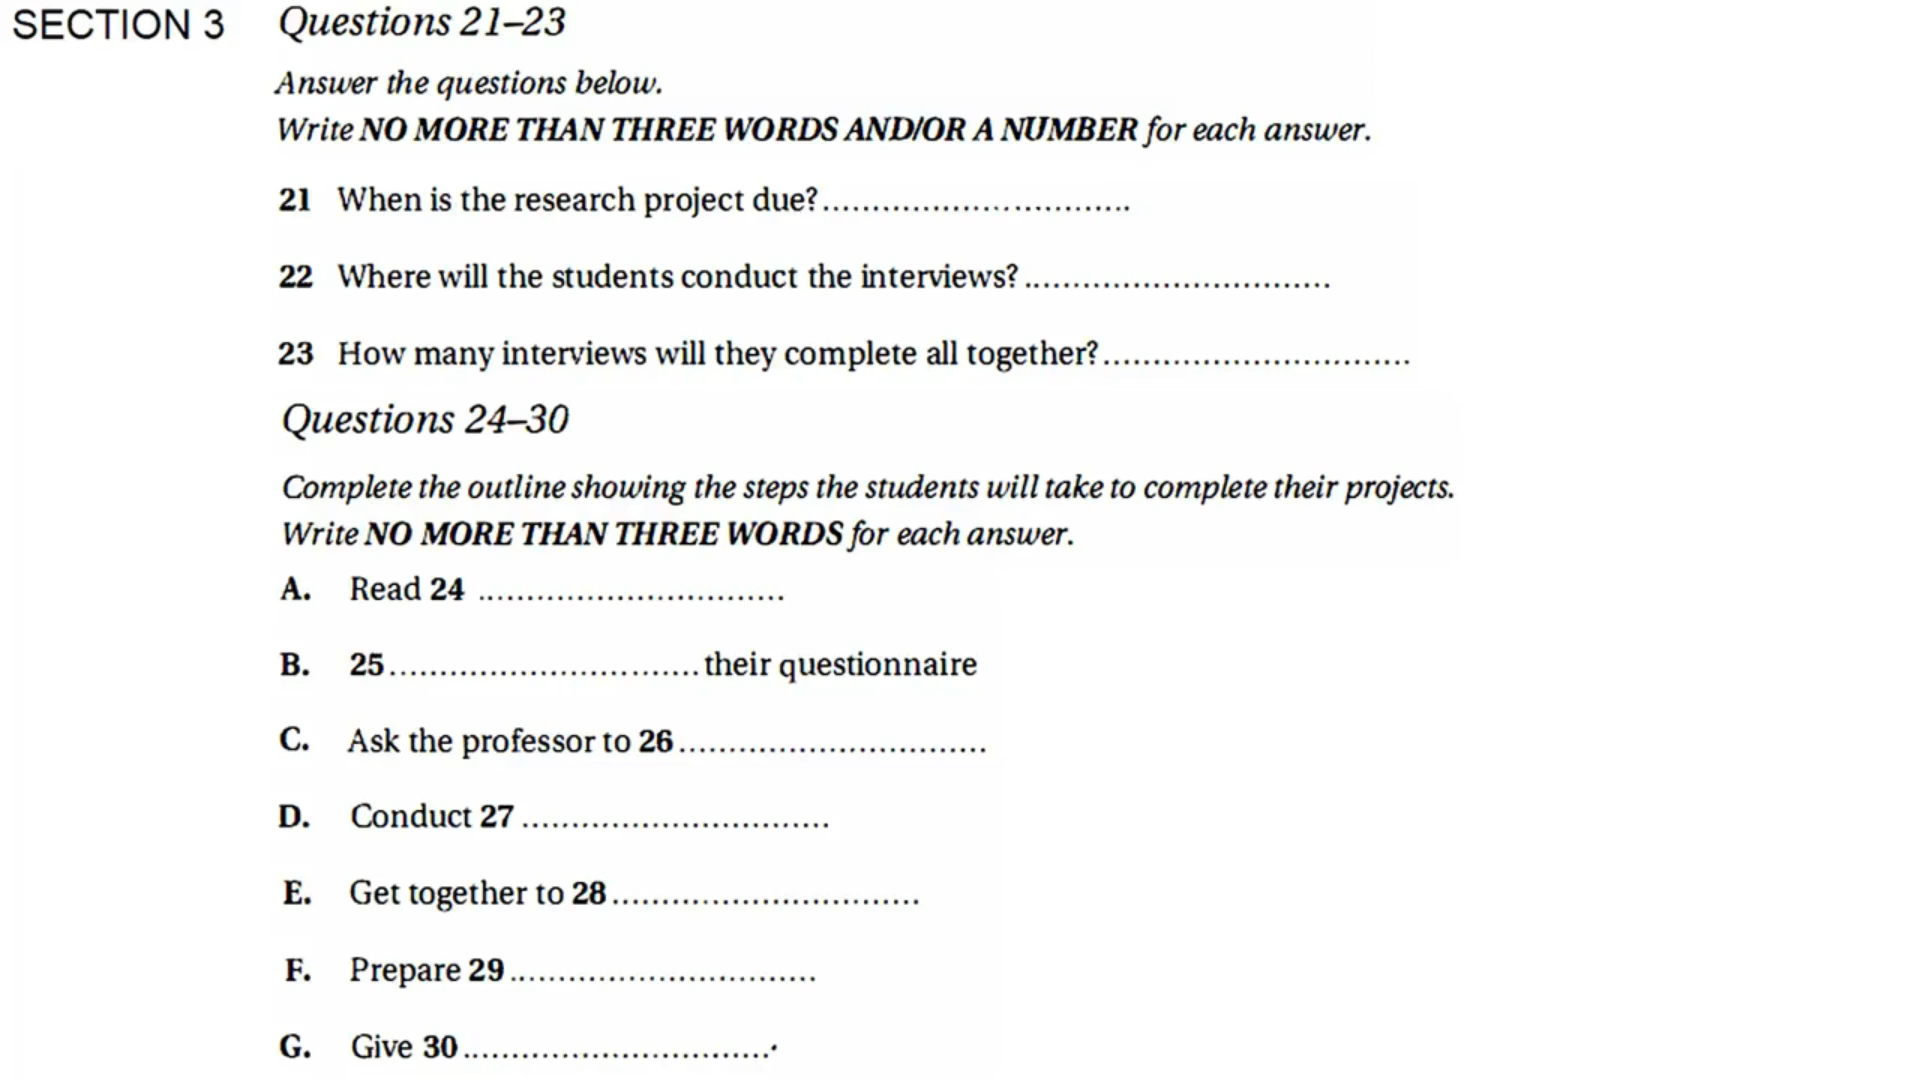 SECTION 3
Questions 21–23
Answer the questions below.
Write NO MORE THAN THREE WORDS AND/OR A NUMBER for each answer.
21 When is the research project due?...............................
22 Where will the students conduct the interviews?...............................
23 How many interviews will they complete all together?...............................
Questions 24–30
Complete the outline showing the steps the students will take to complete their projects.
Write NO MORE THAN THREE WORDS for each answer.
A. Read 24 ...............................
B. 25............................... their questionnaire
C. Ask the professor to 26...............................
D. Conduct 27 ...............................
E. Get together to 28...............................
F. Prepare 29...............................
G. Give 30...............................